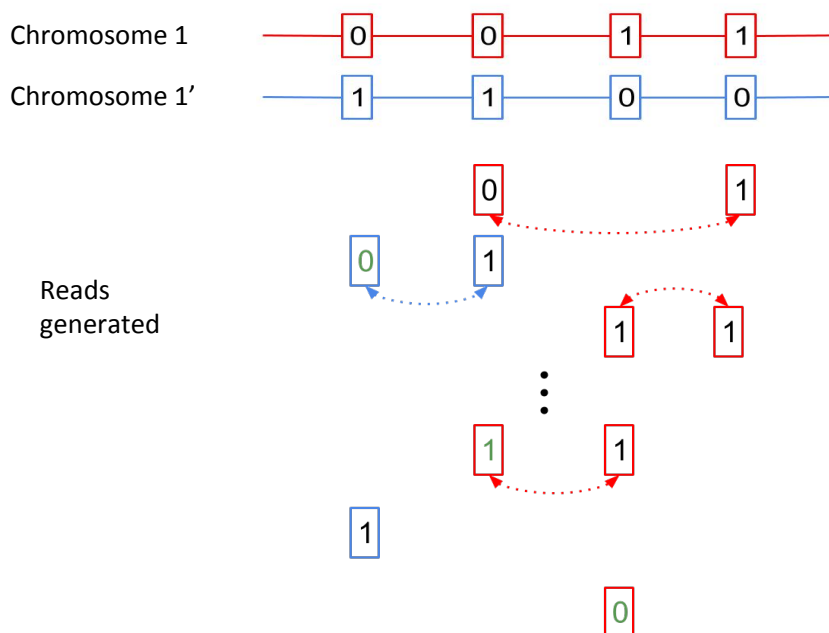 Chromosome 1 0 0 1 1
Chromosome 1’ 1 1 0 0
0 1
0 1
Reads
generated
1 1
1 1
1
0